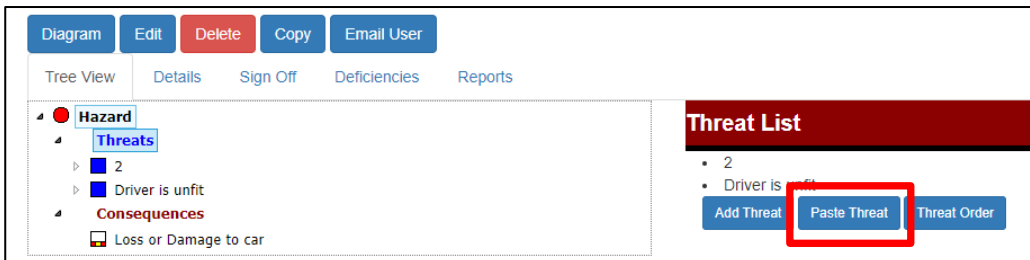 Diagram Edit Delete Copy Email User
Tree View Details Sign Off Deficiencies Reports
Hazard
Threats
2
Driver is unfit
Consequences
Loss or Damage to car
Threat List
2
Driver is unfit
Add Threat Paste Threat Threat Order